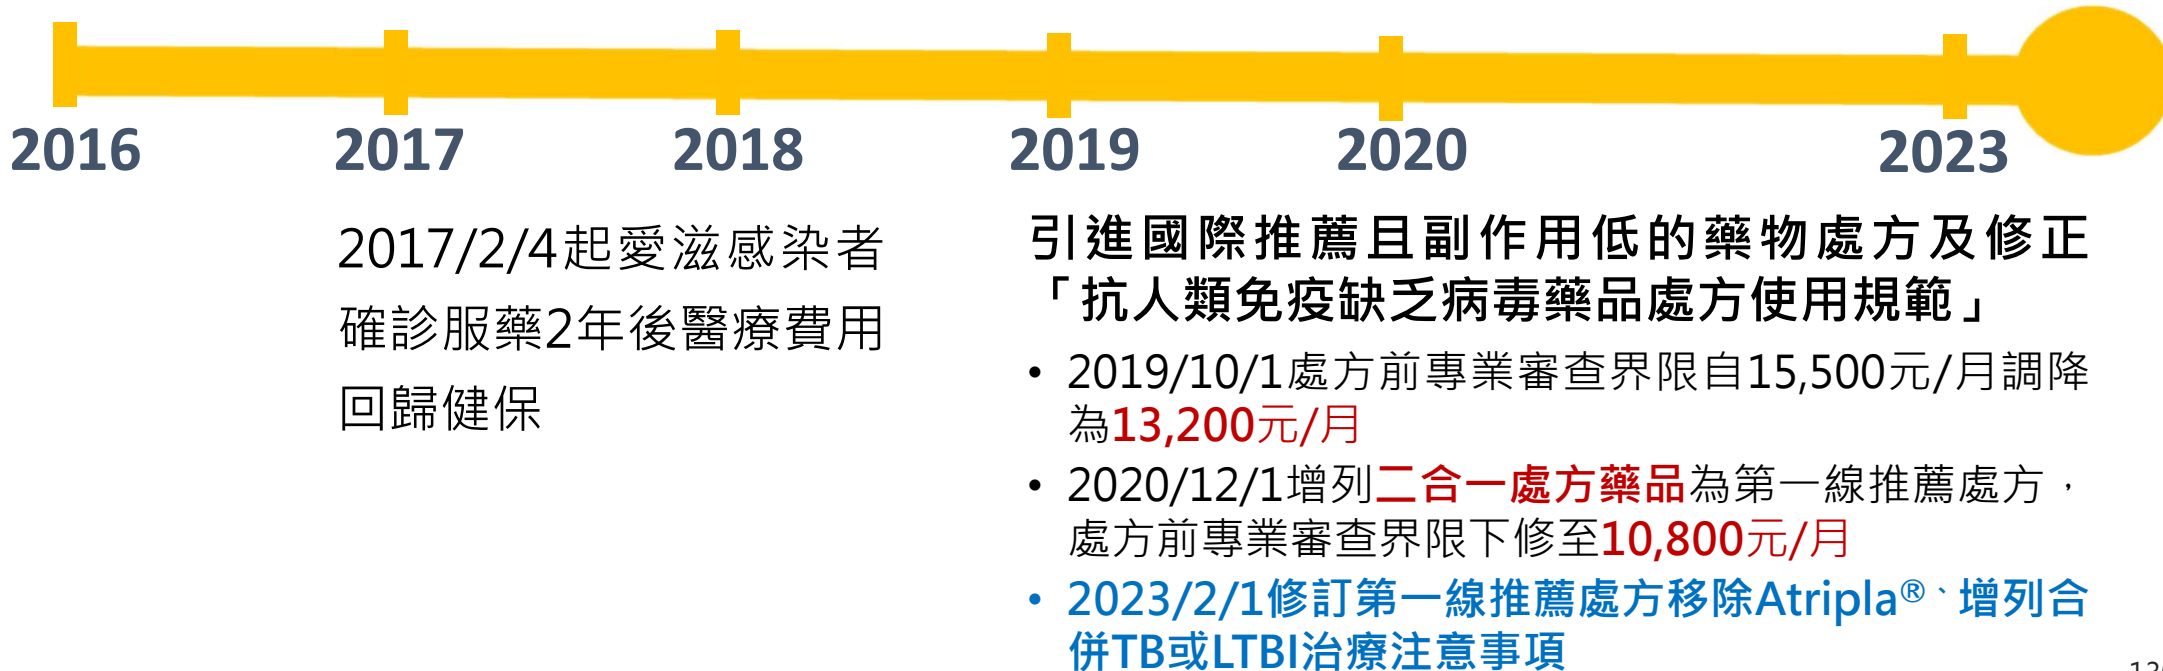 2016 2017 2018 2019 2020 2023
2017/2/4起愛滋感染者
確診服藥2年後醫療費用
回歸健保
引進國際推薦且副作用低的藥物處方及修正
「抗人類免疫缺乏病毒藥品處方使用規範」
• 2019/10/1處方前專業審查界限自15,500元/月調降
為13,200元/月
• 2020/12/1增列二合一處方藥品為第一線推薦處方，
處方前專業審查界限下修至10,800元/月
• 2023/2/1修訂第一線推薦處方移除Atripla®、增列合
併TB或LTBI治療注意事項